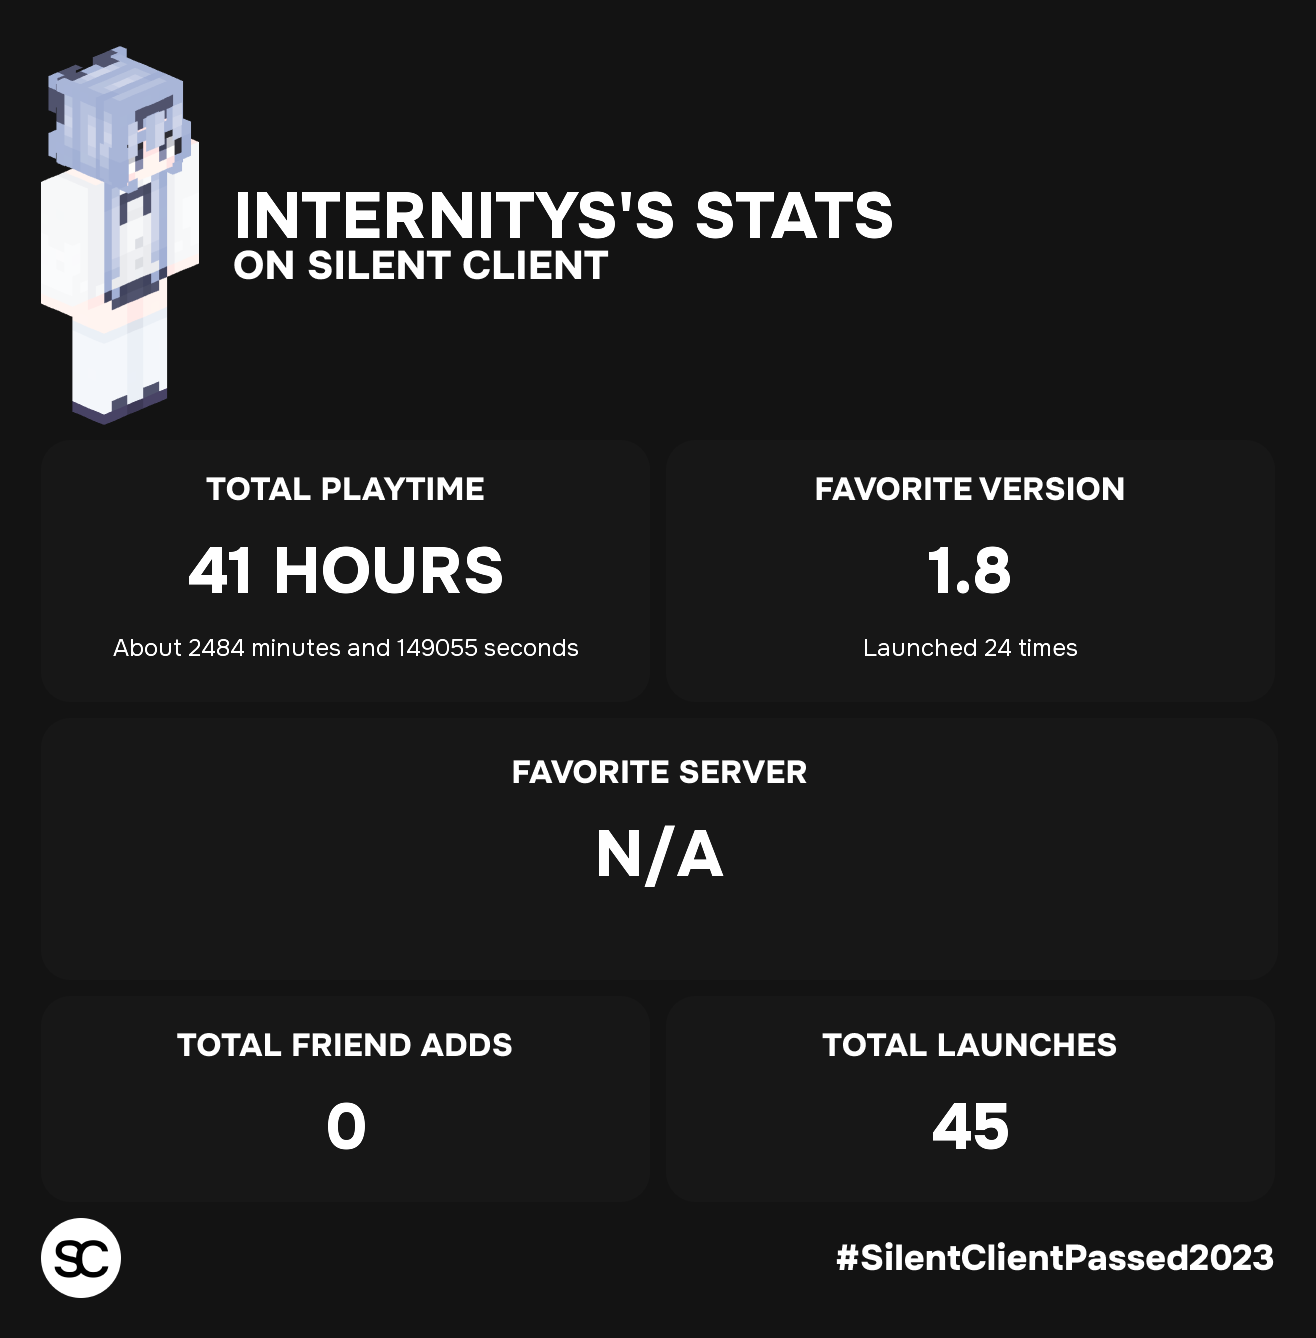 INTERNITYS'S STATS
ON SILENT CLIENT
TOTAL PLAYTIME
41 HOURS
About 2484 minutes and 149055 seconds
FAVORITE VERSION
1.8
Launched 24 times
FAVORITE SERVER
N/A
TOTAL FRIEND ADDS
0
TOTAL LAUNCHES
45
SC
#SilentClientPassed2023